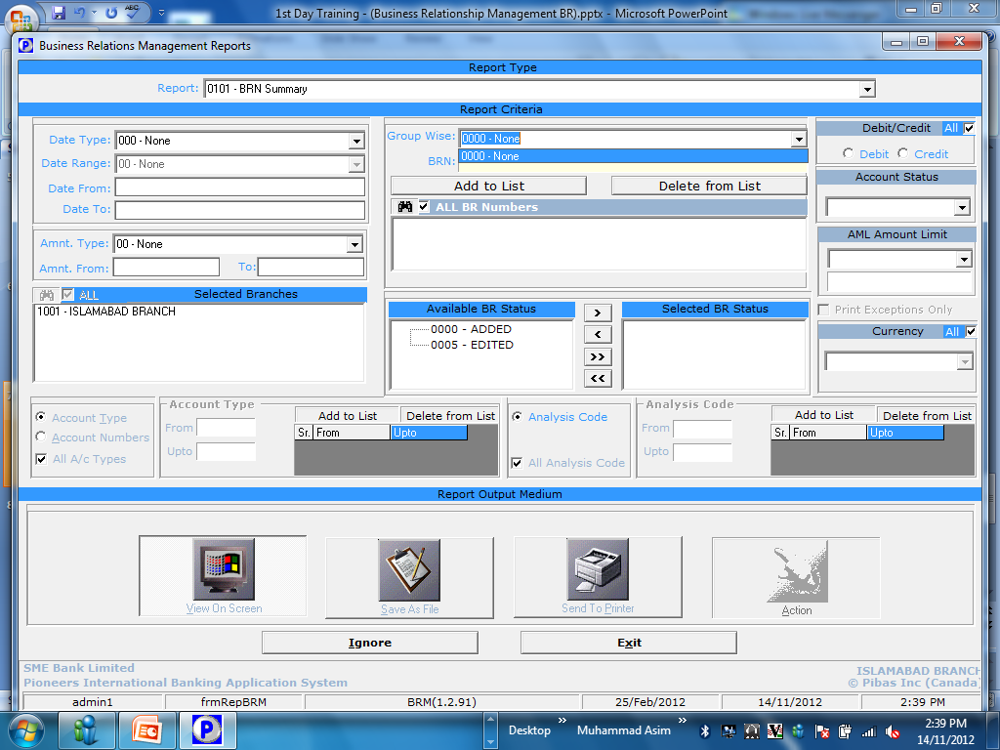 1st Day Training - (Business Relationship Management BR).pptx - Microsoft PowerPoint
Business Relations Management Reports
Report Type
Report: 0101 - BRN Summary
Report Criteria
Date Type: 000 - None
Date Range: 00 - None
Date From:
Date To:
Amnt. Type: 00 - None
Amnt. From: To:
ALL Selected Branches
1001 - ISLAMABAD BRANCH
Group Wise: 0000 - None
0000 - None
BRN:
Add to List Delete from List
ALL BR Numbers
Available BR Status
0000 - ADDED
0005 - EDITED
>
<
>>
<<
Selected BR Status
Debit/Credit All
Debit Credit
Account Status
AML Amount Limit
Print Exceptions Only
Currency All
Account Type
Account Numbers
All A/c Types
Account Type
From
Upto
Add to List Delete from List
Sr. From Upto
Analysis Code
All Analysis Code
Analysis Code
From
Upto
Add to List Delete from List
Sr. From Upto
Report Output Medium
View On Screen Save As File Send To Printer Action
Ignore Exit
SME Bank Limited ISLAMABAD BRANCH
Pioneers International Banking Application System © Pibas Inc (Canada)
admin1 frmRepBRM BRM(1.2.91) 25/Feb/2012 14/11/2012 2:39 PM
Desktop » Muhammad Asim » 2:39 PM
14/11/2012